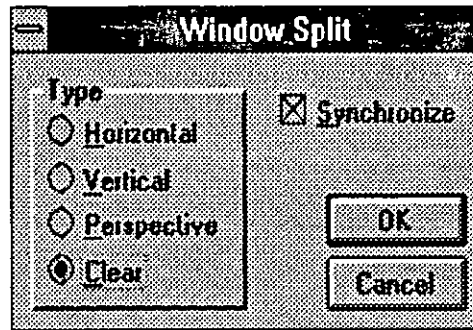 Window Split
Type
Horizontal
Vertical
Perspective
Clear
Synchronize
OK
Cancel